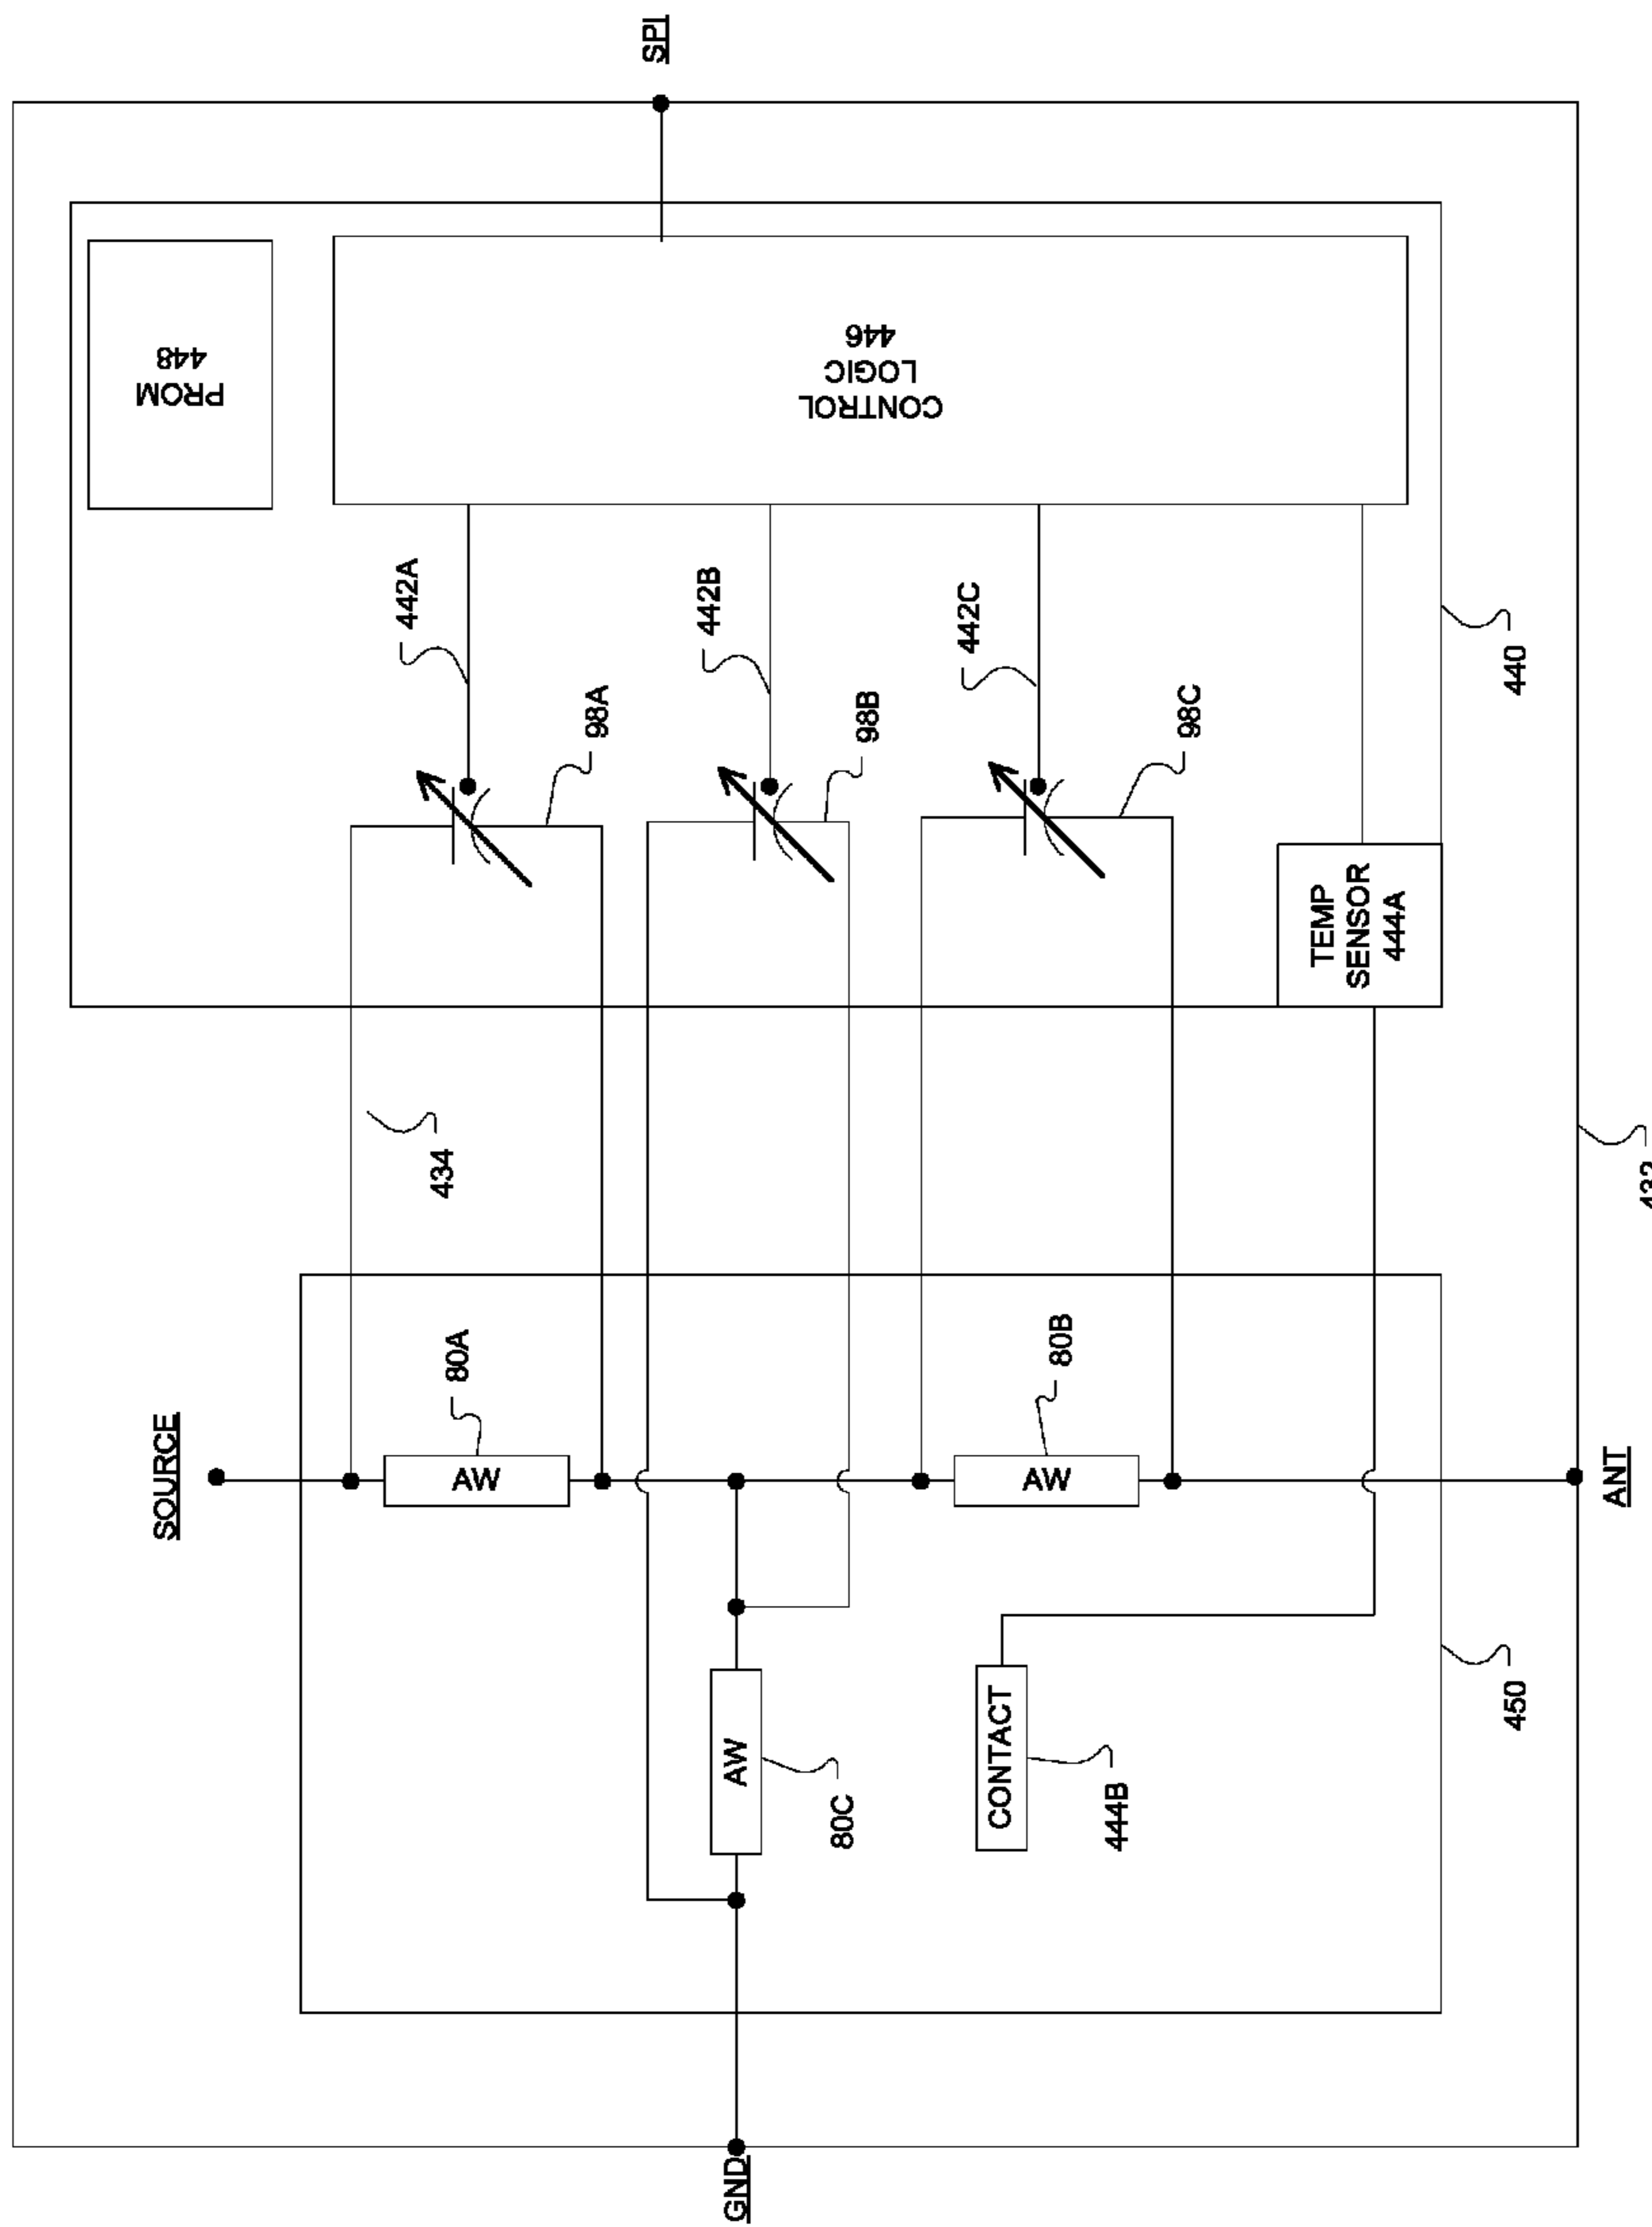 SPI
PROM
448
CONTROL
LOGIC
446
442A
442B
442C
98A
98B
98C
440
TEMP
SENSOR
444A
434
SOURCE
80A
AW
80B
AW
ANT
AW
80C
CONTACT
444B
450
GND